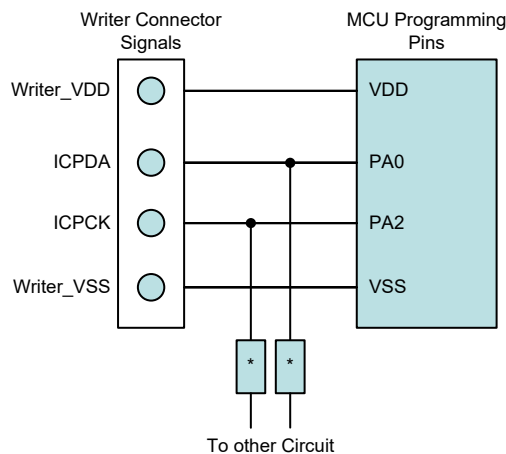 Writer Connector
Signals
MCU Programming
Pins
Writer_VDD
VDD
ICPDA
PA0
ICPCK
PA2
Writer_VSS
VSS
* *
To other Circuit